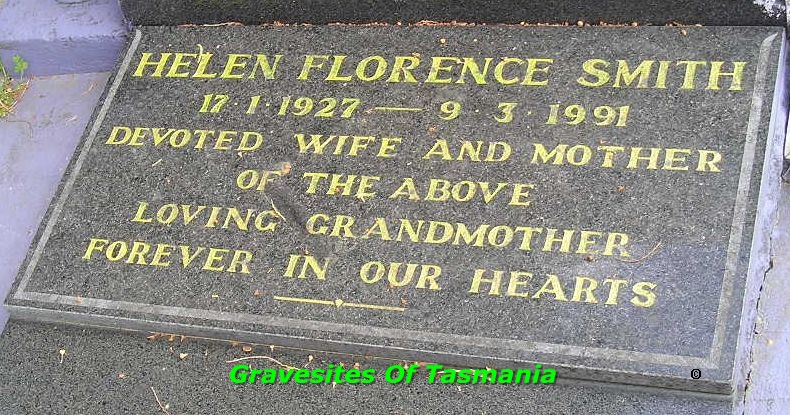 HELEN FLORENCE SMITH
17 · 1 · 1927 — 9 · 3 · 1991
DEVOTED WIFE AND MOTHER
OF THE ABOVE
LOVING GRANDMOTHER
FOREVER IN OUR HEARTS
Gravesites Of Tasmania ©